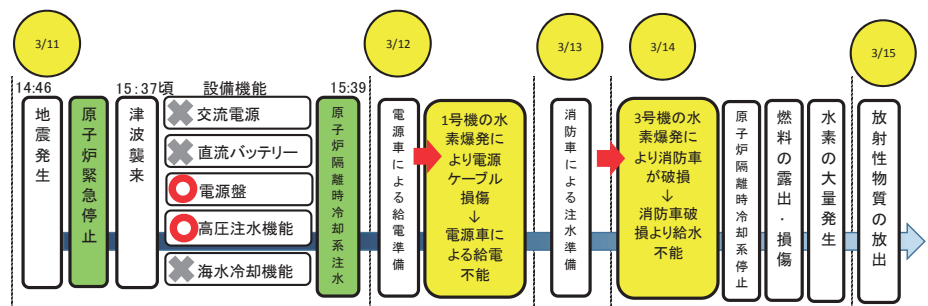 3/11
3/12
3/13
3/14
3/15
14:46
15:37頃
設備機能
15:39
地震発生
原子炉緊急停止
津波襲来
交流電源
直流バッテリー
電源盤
高圧注水機能
海水冷却機能
原子炉隔離時冷却系注水
電源車による給電準備
1号機の水
素爆発に
より電源
ケーブル
損傷
↓
電源車に
よる給電
不能
消防車による注水準備
3号機の水
素爆発に
より消防車
が破損
↓
消防車破
損より給水
不能
原子炉隔離時冷却系停止
燃料の露出・損傷
水素の大量発生
放射性物質の放出